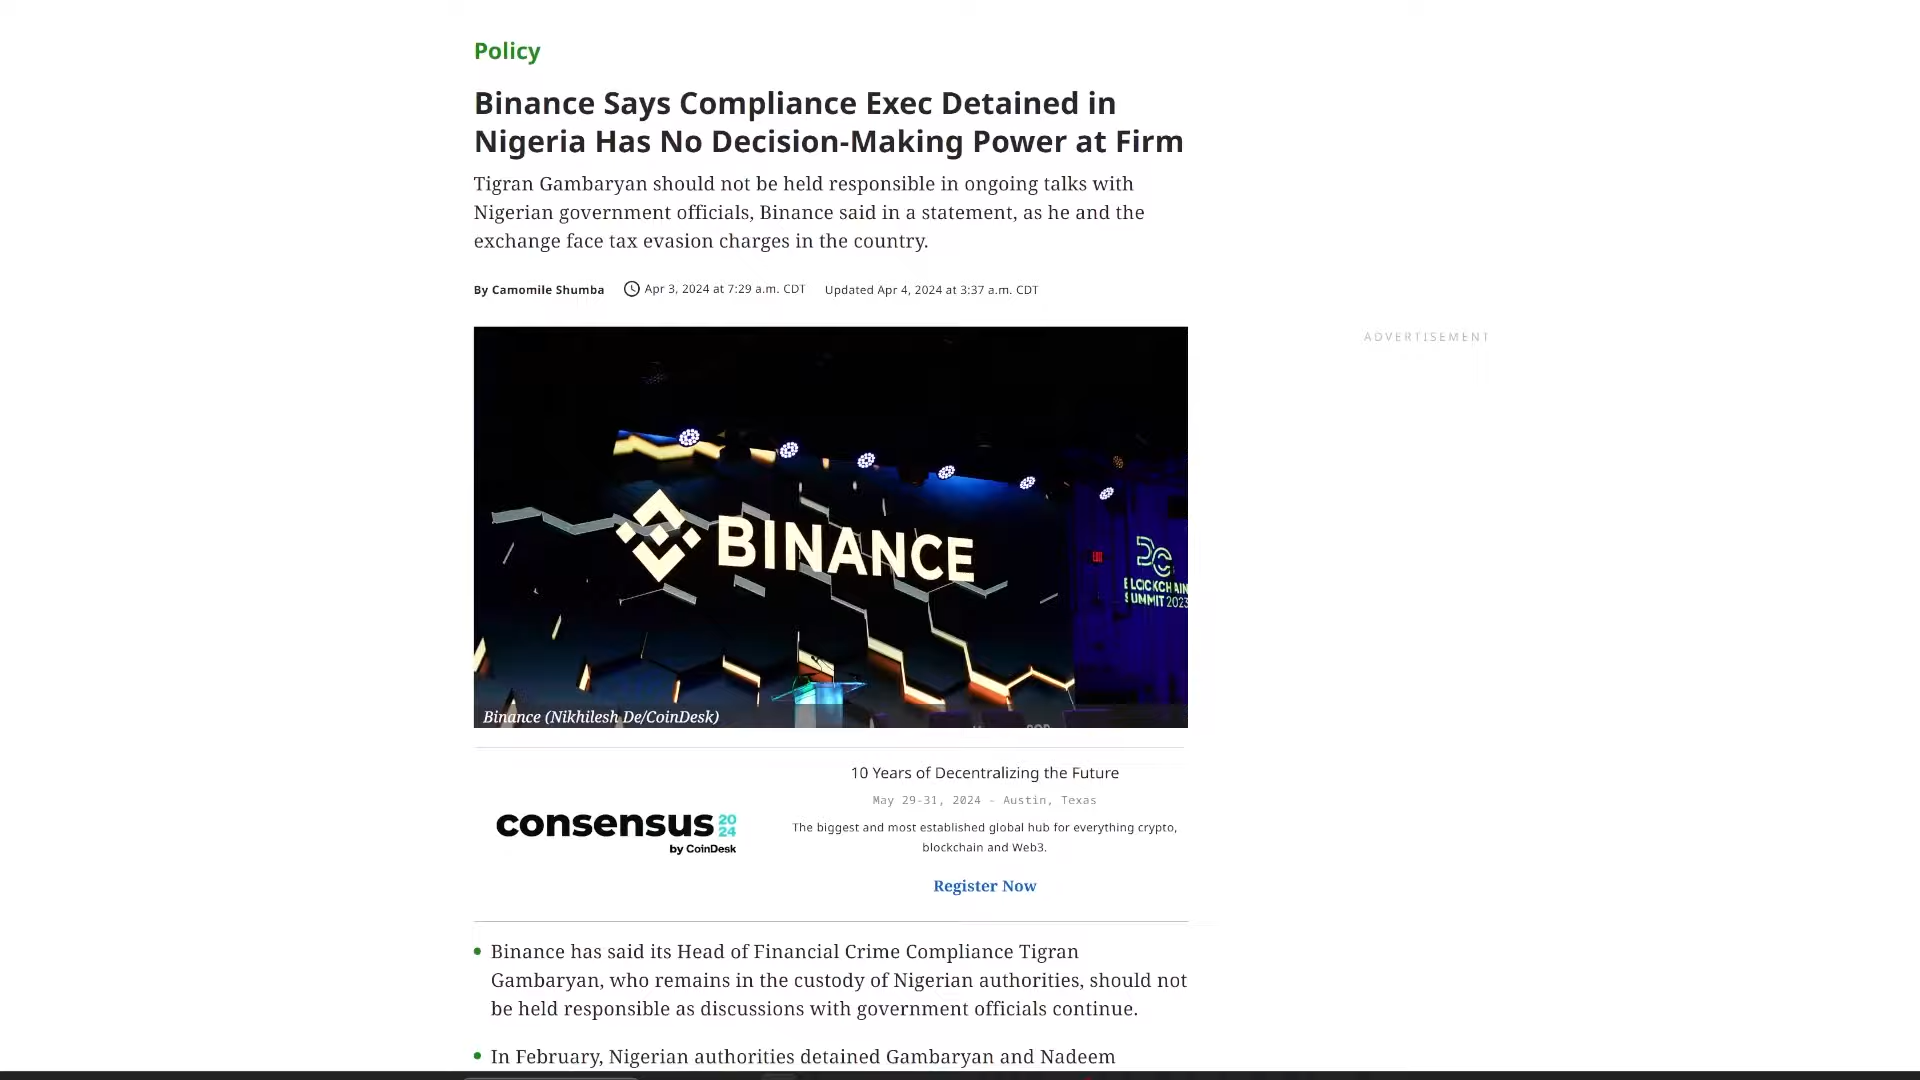 Policy
Binance Says Compliance Exec Detained in
Nigeria Has No Decision-Making Power at Firm
Tigran Gambaryan should not be held responsible in ongoing talks with
Nigerian government officials, Binance said in a statement, as he and the
exchange face tax evasion charges in the country.
By Camomile Shumba Apr 3, 2024 at 7:29 a.m. CDT Updated Apr 4, 2024 at 3:37 a.m. CDT
ADVERTISEMENT
BINANCE
DC
BLOCKCHAIN
SUMMIT 2023
EXIT
Binance (Nikhilesh De/CoinDesk)
10 Years of Decentralizing the Future
May 29-31, 2024 - Austin, Texas
consensus 2024
by CoinDesk
The biggest and most established global hub for everything crypto,
blockchain and Web3.
Register Now
• Binance has said its Head of Financial Crime Compliance Tigran
Gambaryan, who remains in the custody of Nigerian authorities, should not
be held responsible as discussions with government officials continue.
• In February, Nigerian authorities detained Gambaryan and Nadeem